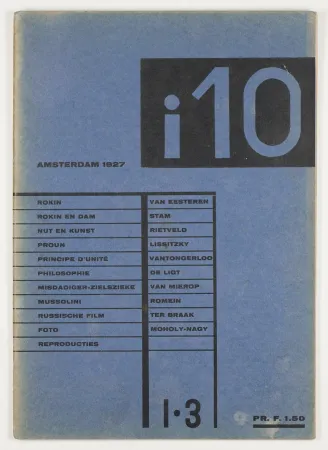 i10
AMSTERDAM 1927
ROKIN VAN EESTEREN
ROKIN EN DAM STAM
NUT EN KUNST RIETVELD
PROUN LISSITZKY
PRINCIPE D'UNITÉ VANTONGERLOO
PHILOSOPHIE DE LIGT
MISDADIGER-ZIELSZIEKE VAN MIEROP
MUSSOLINI ROMEIN
RUSSISCHE FILM TER BRAAK
FOTO MOHOLY-NAGY
REPRODUCTIES
1•3
PR. F. 1.50